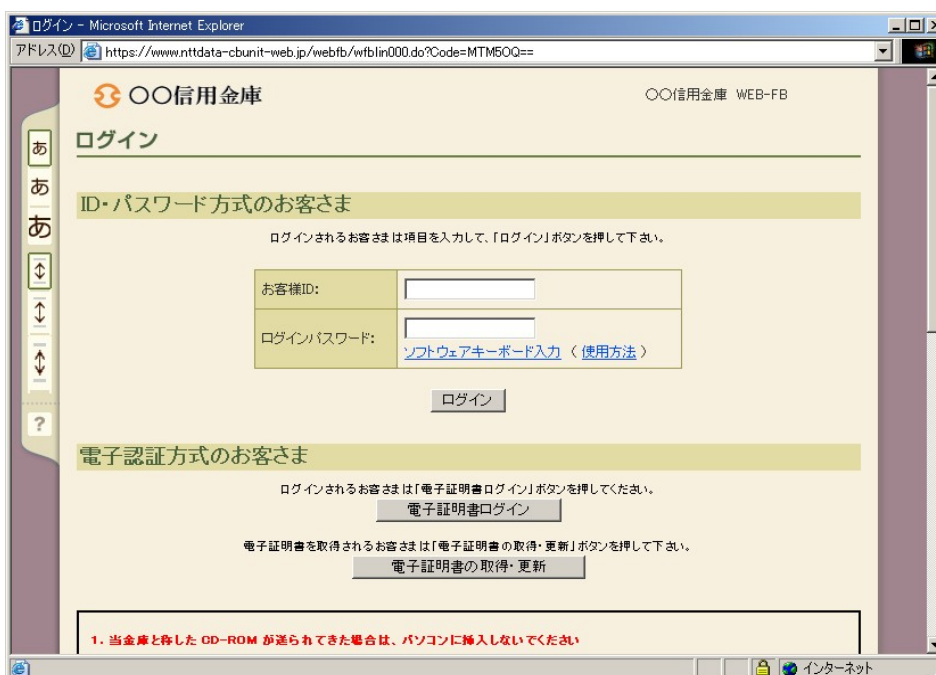 ログイン - Microsoft Internet Explorer
アドレス(D) https://www.nttdata-cbunit-web.jp/webfb/wfblin000.do?Code=MTM5OQ==
〇〇信用金庫
〇〇信用金庫 WEB-FB
ログイン
あ
あ
あ
?
ID・パスワード方式のお客さま
ログインされるお客さまは項目を入力して、「ログイン」ボタンを押して下さい。
お客様ID:
ログインパスワード:
ソフトウェアキーボード入力 ( 使用方法 )
ログイン
電子認証方式のお客さま
ログインされるお客さまは「電子証明書ログイン」ボタンを押してください。
電子証明書ログイン
電子証明書を取得されるお客さまは「電子証明書の取得・更新」ボタンを押して下さい。
電子証明書の取得・更新
1. 当金庫と称した CD-ROM が送られてきた場合は、パソコンに挿入しないでください
インターネット